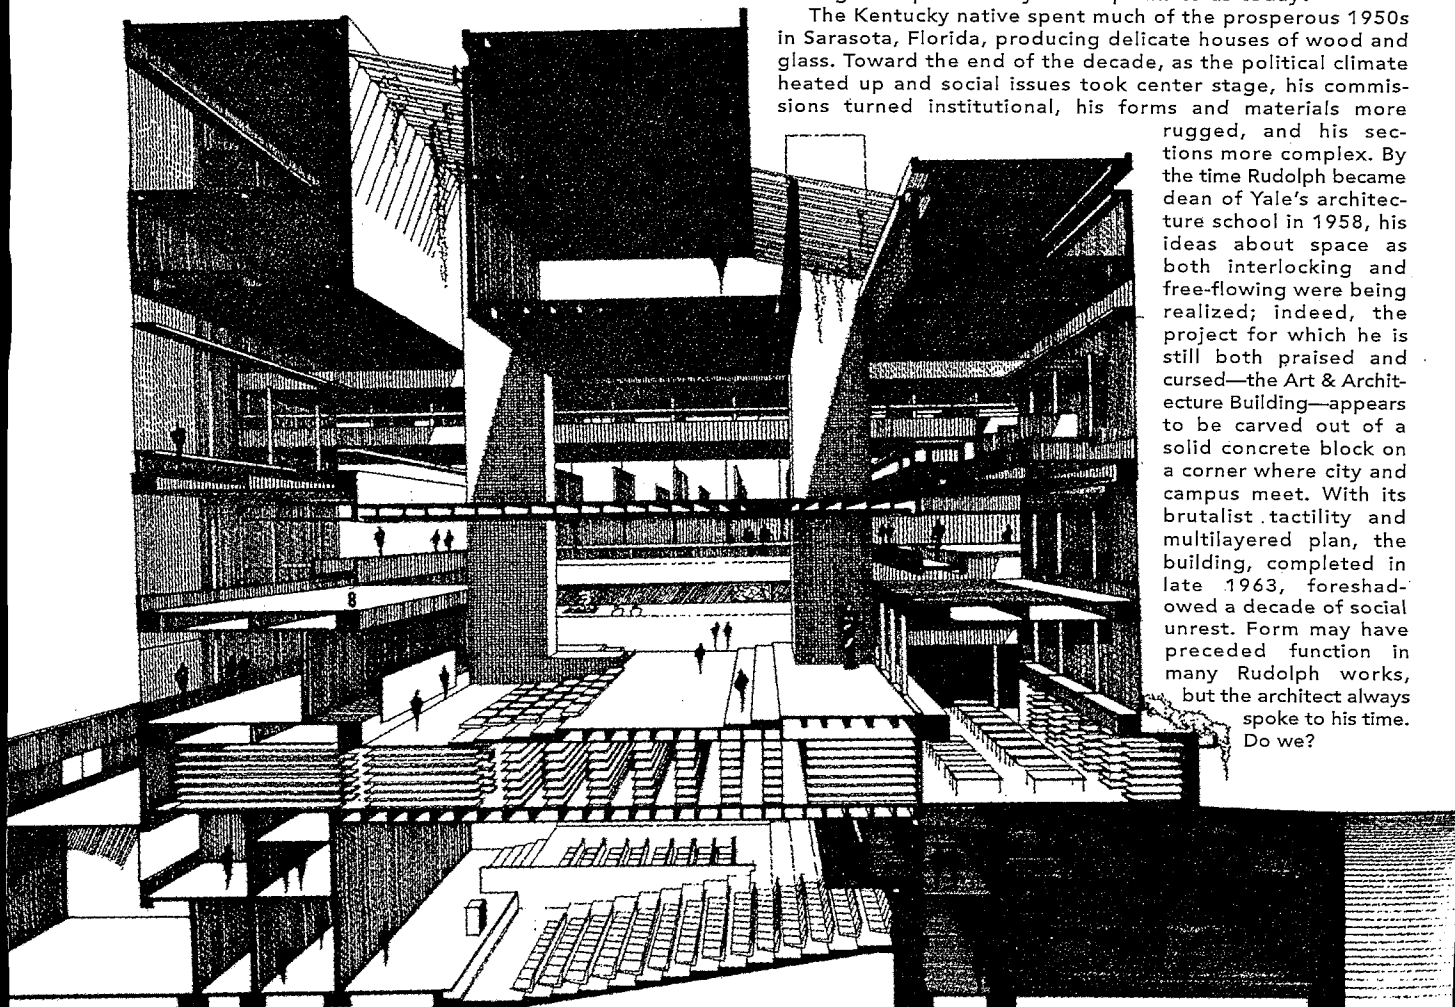 The Kentucky native spent much of the prosperous 1950s
in Sarasota, Florida, producing delicate houses of wood and
glass. Toward the end of the decade, as the political climate
heated up and social issues took center stage, his commis-
sions turned institutional, his forms and materials more
rugged, and his sec-
tions more complex. By
the time Rudolph became
dean of Yale's architec-
ture school in 1958, his
ideas about space as
both interlocking and
free-flowing were being
realized; indeed, the
project for which he is
still both praised and
cursed—the Art & Archit-
ecture Building—appears
to be carved out of a
solid concrete block on
a corner where city and
campus meet. With its
brutalist tactility and
multilayered plan, the
building, completed in
late 1963, foreshad-
owed a decade of social
unrest. Form may have
preceded function in
many Rudolph works,
but the architect always
spoke to his time.
Do we?